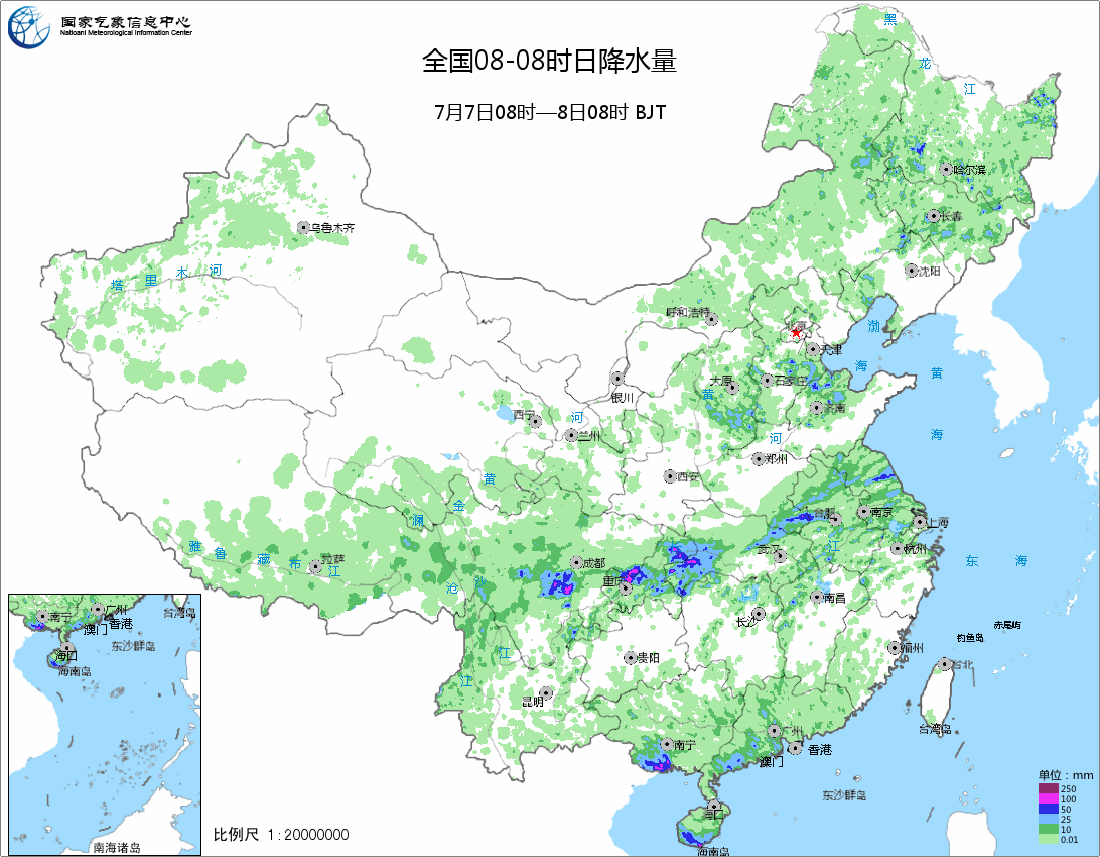 国家气象信息中心
Naitioanl Meteorological Information Center
全国08-08时日降水量
7月7日08时—8日08时 BJT
黑
龙
江
哈尔滨
长春
沈阳
乌鲁木齐
塔 里 木 河
呼和浩特
北京
天津
渤
海
黄
海
银川
太原
石家庄
济南
黄
河
西宁
兰州
河
郑州
西安
黄
金
澜
沧
沙
江
江
合肥
南京
上海
武汉
江
杭州
东 海
雅 鲁 藏 布 江
拉萨
成都
重庆
长
南昌
长沙
贵阳
昆明
福州
台北
台湾岛
钓鱼岛
赤尾屿
南宁
广州
香港
澳门
东沙群岛
海口
海南岛
南宁
广州
香港
澳门
台湾岛
东沙群岛
海口
海南岛
南海诸岛
比例尺 1:20000000
单位：mm
250
100
50
25
10
0.01